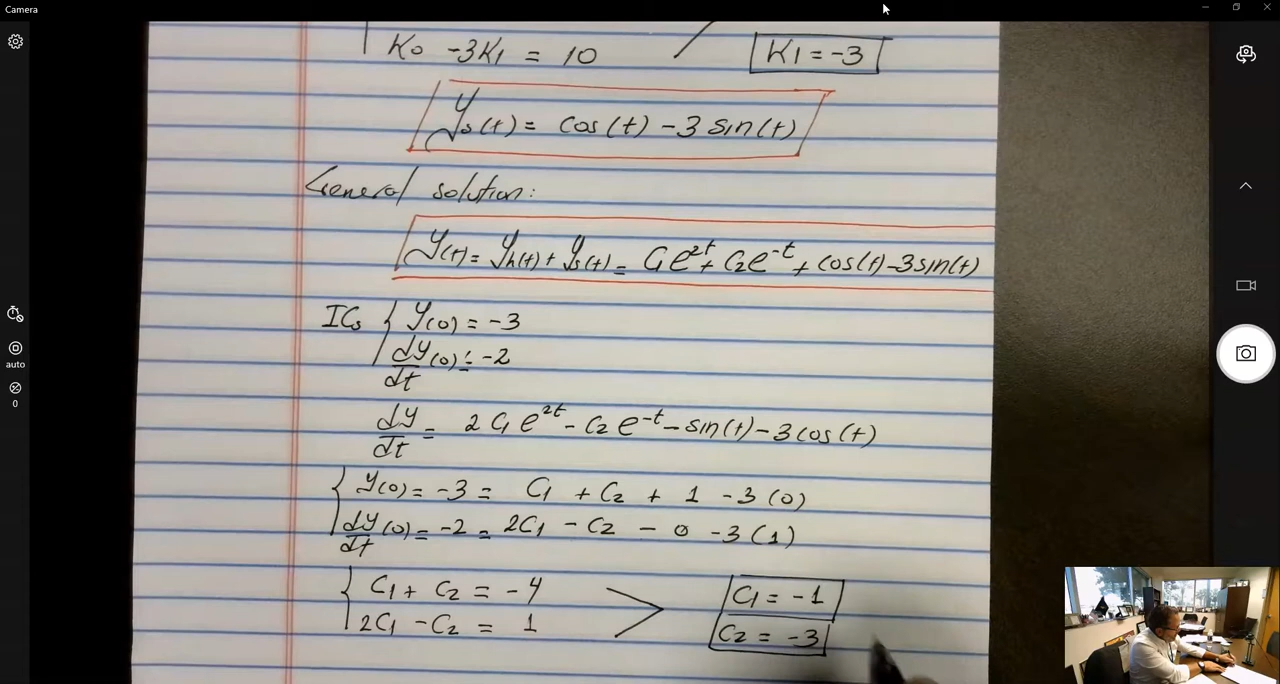 Camera
K0 -3K1 = 10
K1 = -3
ys(t) = cos(t) -3 sin(t)
General solution:
y(t) = yh(t) + ys(t) = C1e^2t + C2e^-t + cos(t) -3sin(t)
ICs { y(0) = -3
dy/dt (0) = -2
dy/dt = 2C1e^2t - C2e^-t - sin(t) - 3cos(t)
{ y(0) = -3 = C1 + C2 + 1 -3(0)
dy/dt (0) = -2 = 2C1 - C2 - 0 -3(1)
{ C1 + C2 = -4
2C1 - C2 = 1
C1 = -1
C2 = -3
auto
0